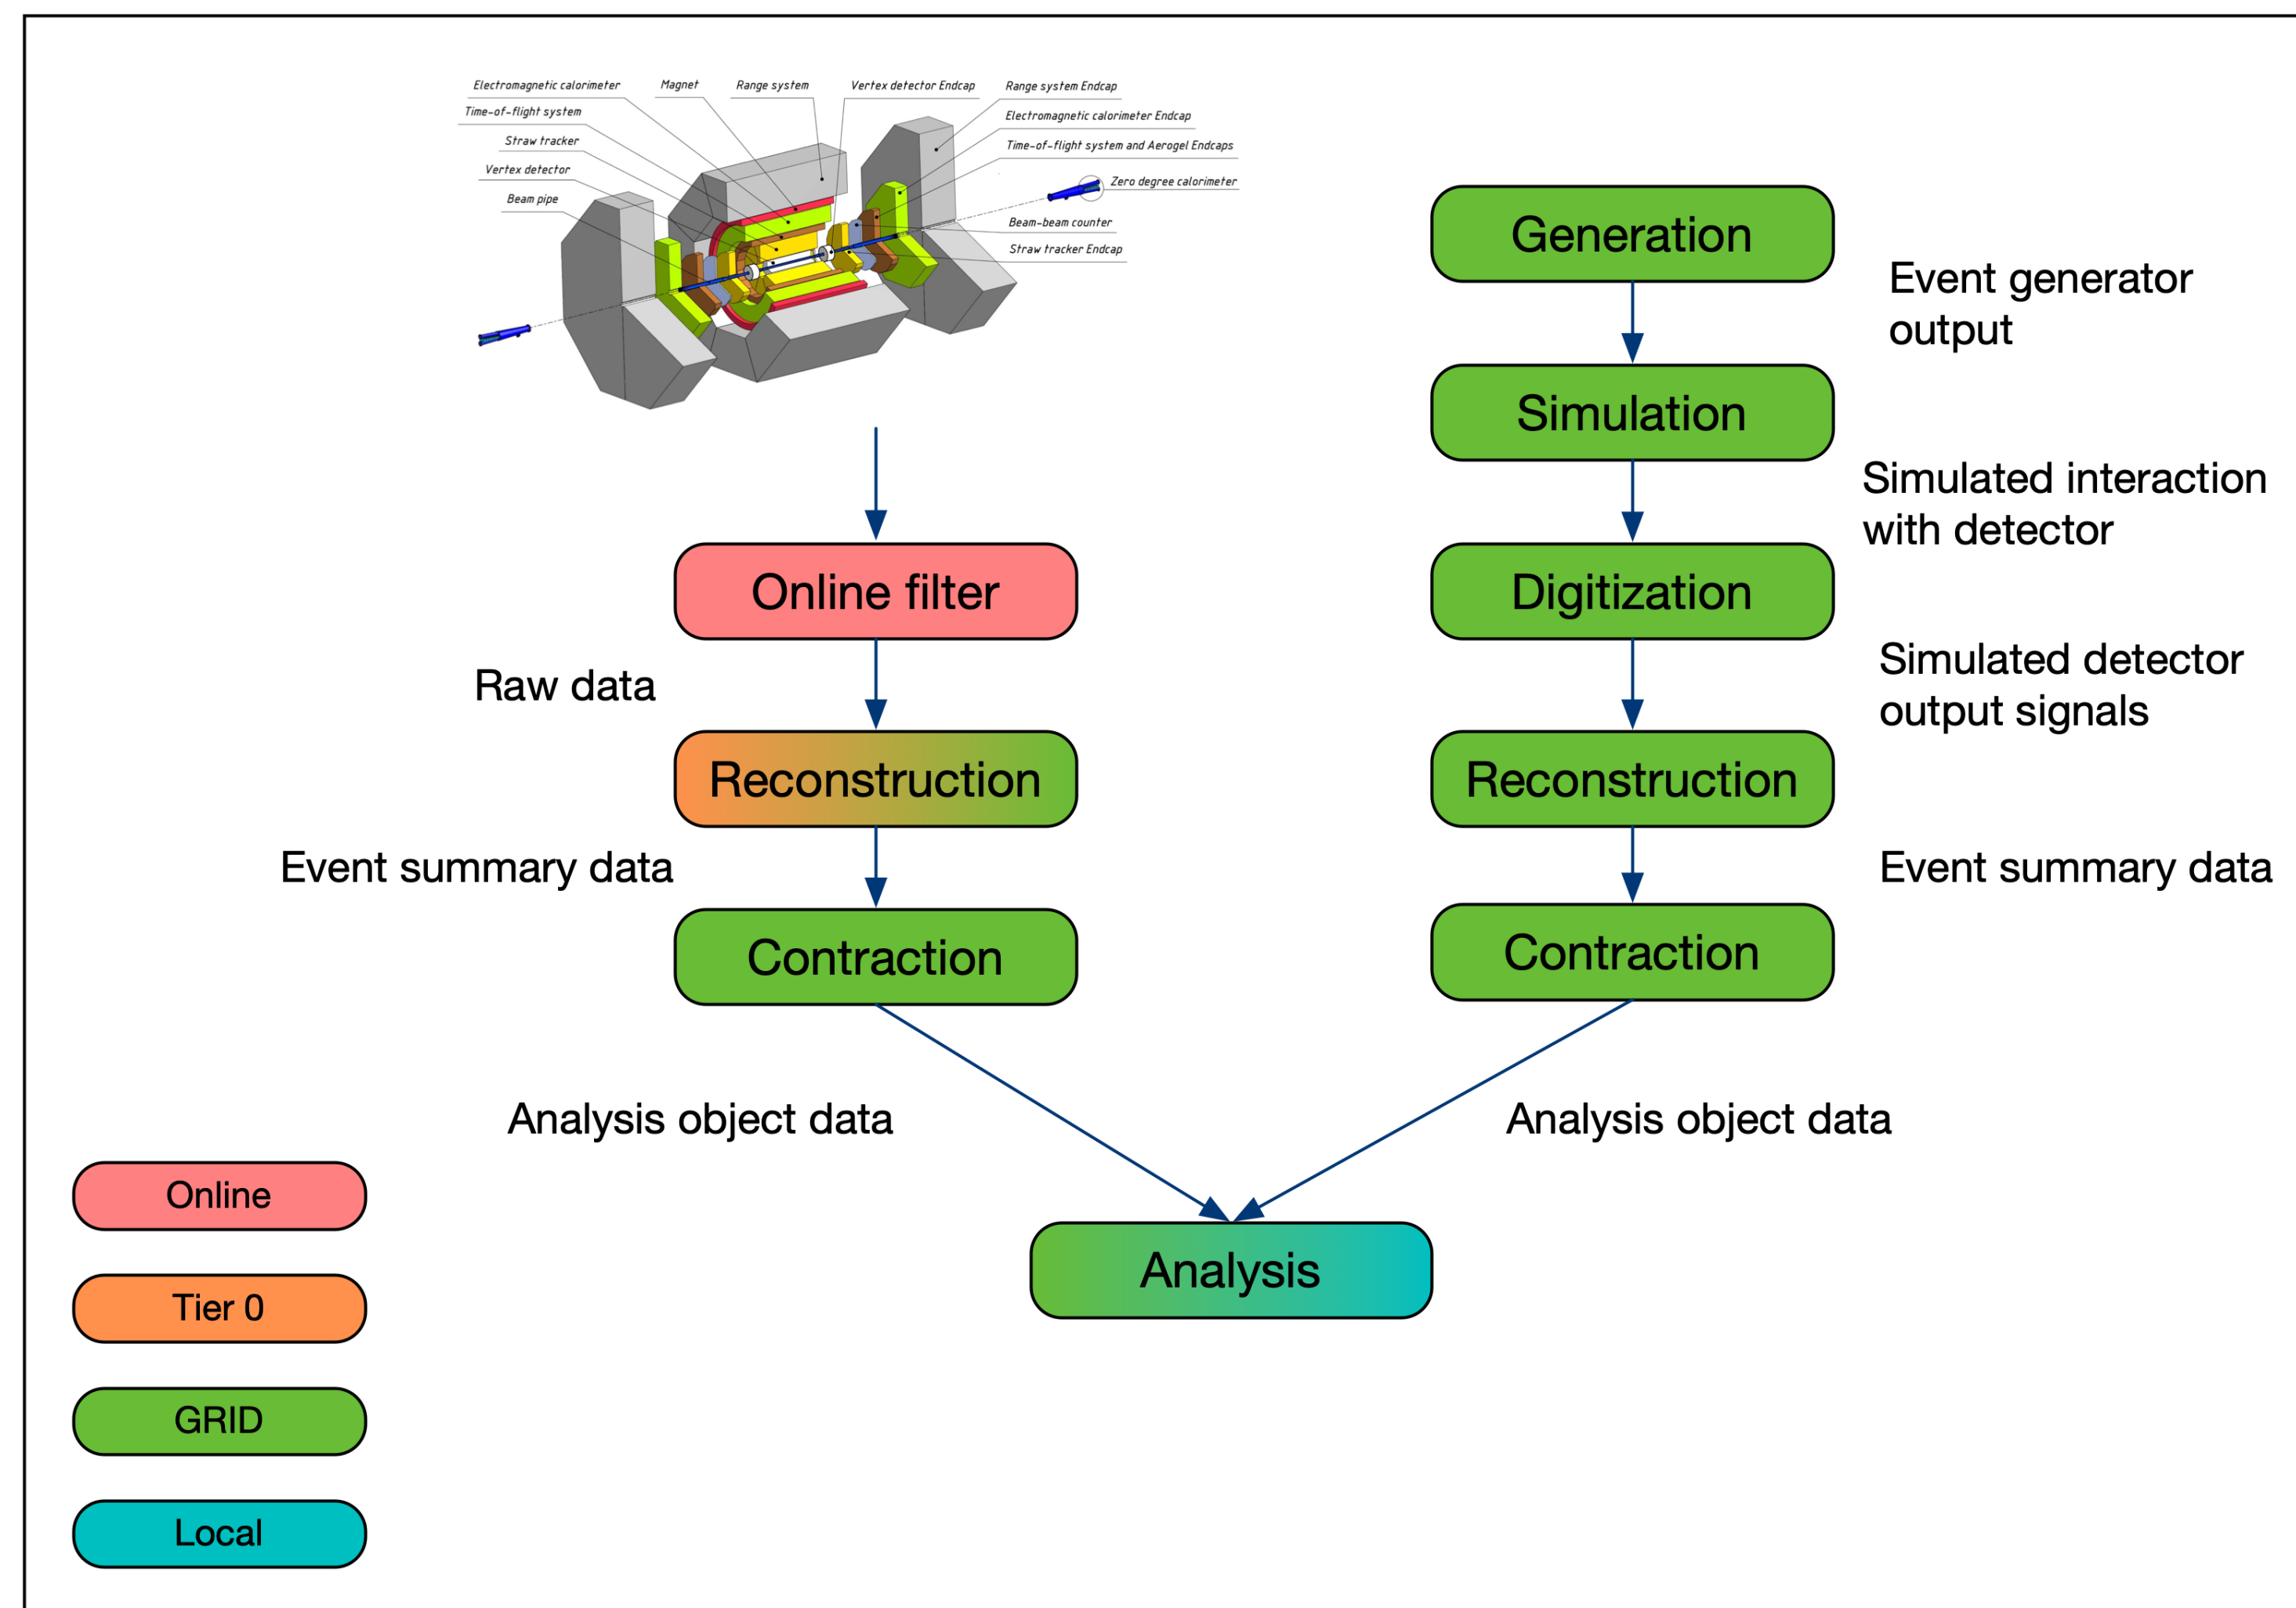 Electromagnetic calorimeter
Magnet
Range system
Vertex detector Endcap
Range system Endcap
Time-of-flight system
Electromagnetic calorimeter Endcap
Straw tracker
Time-of-flight system and Aerogel Endcaps
Vertex detector
Zero degree calorimeter
Beam pipe
Beam-beam counter
Straw tracker Endcap
Generation
Event generator
output
Simulation
Simulated interaction
with detector
Online filter
Digitization
Raw data
Simulated detector
output signals
Reconstruction
Reconstruction
Event summary data
Event summary data
Contraction
Contraction
Analysis object data
Analysis object data
Analysis
Online
Tier 0
GRID
Local